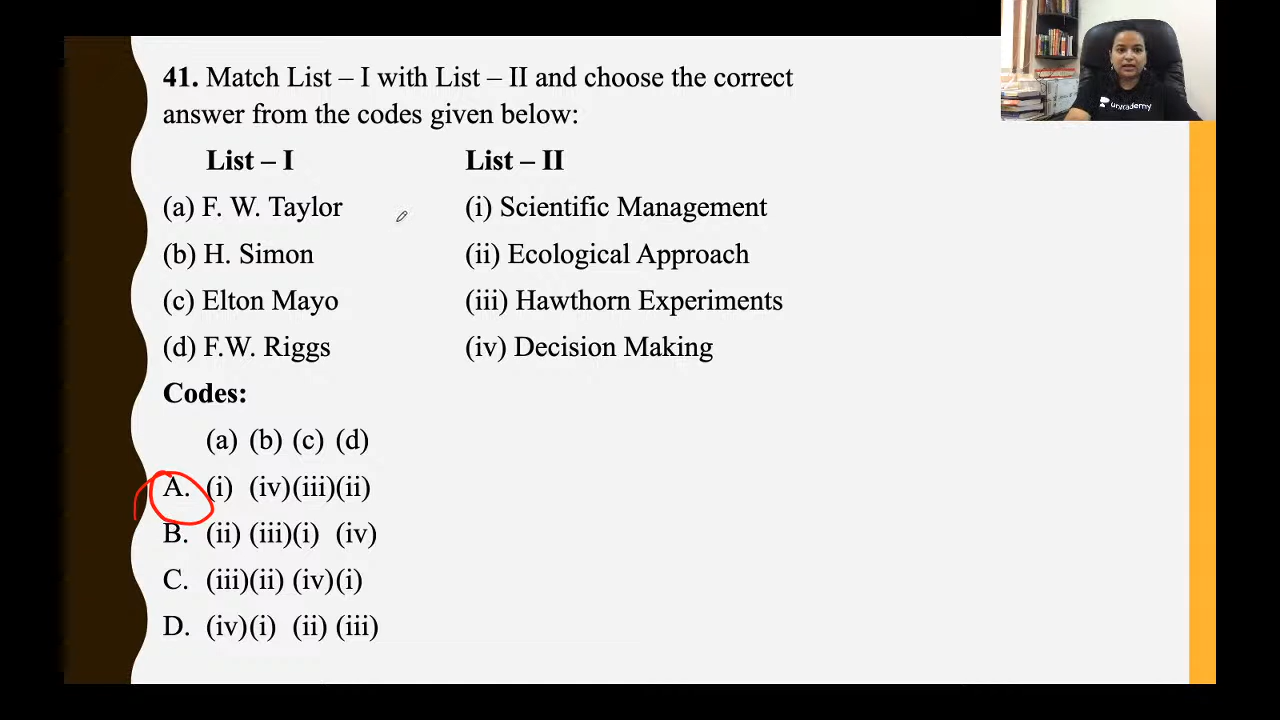 41. Match List – I with List – II and choose the correct
answer from the codes given below:
List – I List – II
(a) F. W. Taylor (i) Scientific Management
(b) H. Simon (ii) Ecological Approach
(c) Elton Mayo (iii) Hawthorn Experiments
(d) F.W. Riggs (iv) Decision Making
Codes:
(a) (b) (c) (d)
A. (i) (iv) (iii) (ii)
B. (ii) (iii) (i) (iv)
C. (iii) (ii) (iv) (i)
D. (iv) (i) (ii) (iii)
unacademy